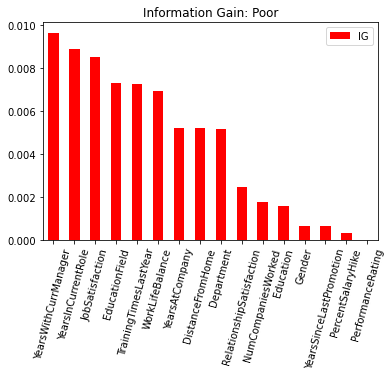 Information Gain: Poor
IG
0.010
0.008
0.006
0.004
0.002
0.000
YearsWithCurrManager
YearsInCurrentRole
JobSatisfaction
EducationField
TrainingTimesLastYear
WorkLifeBalance
YearsAtCompany
DistanceFromHome
Department
RelationshipSatisfaction
NumCompaniesWorked
Education
Gender
YearsSinceLastPromotion
PercentSalaryHike
PerformanceRating